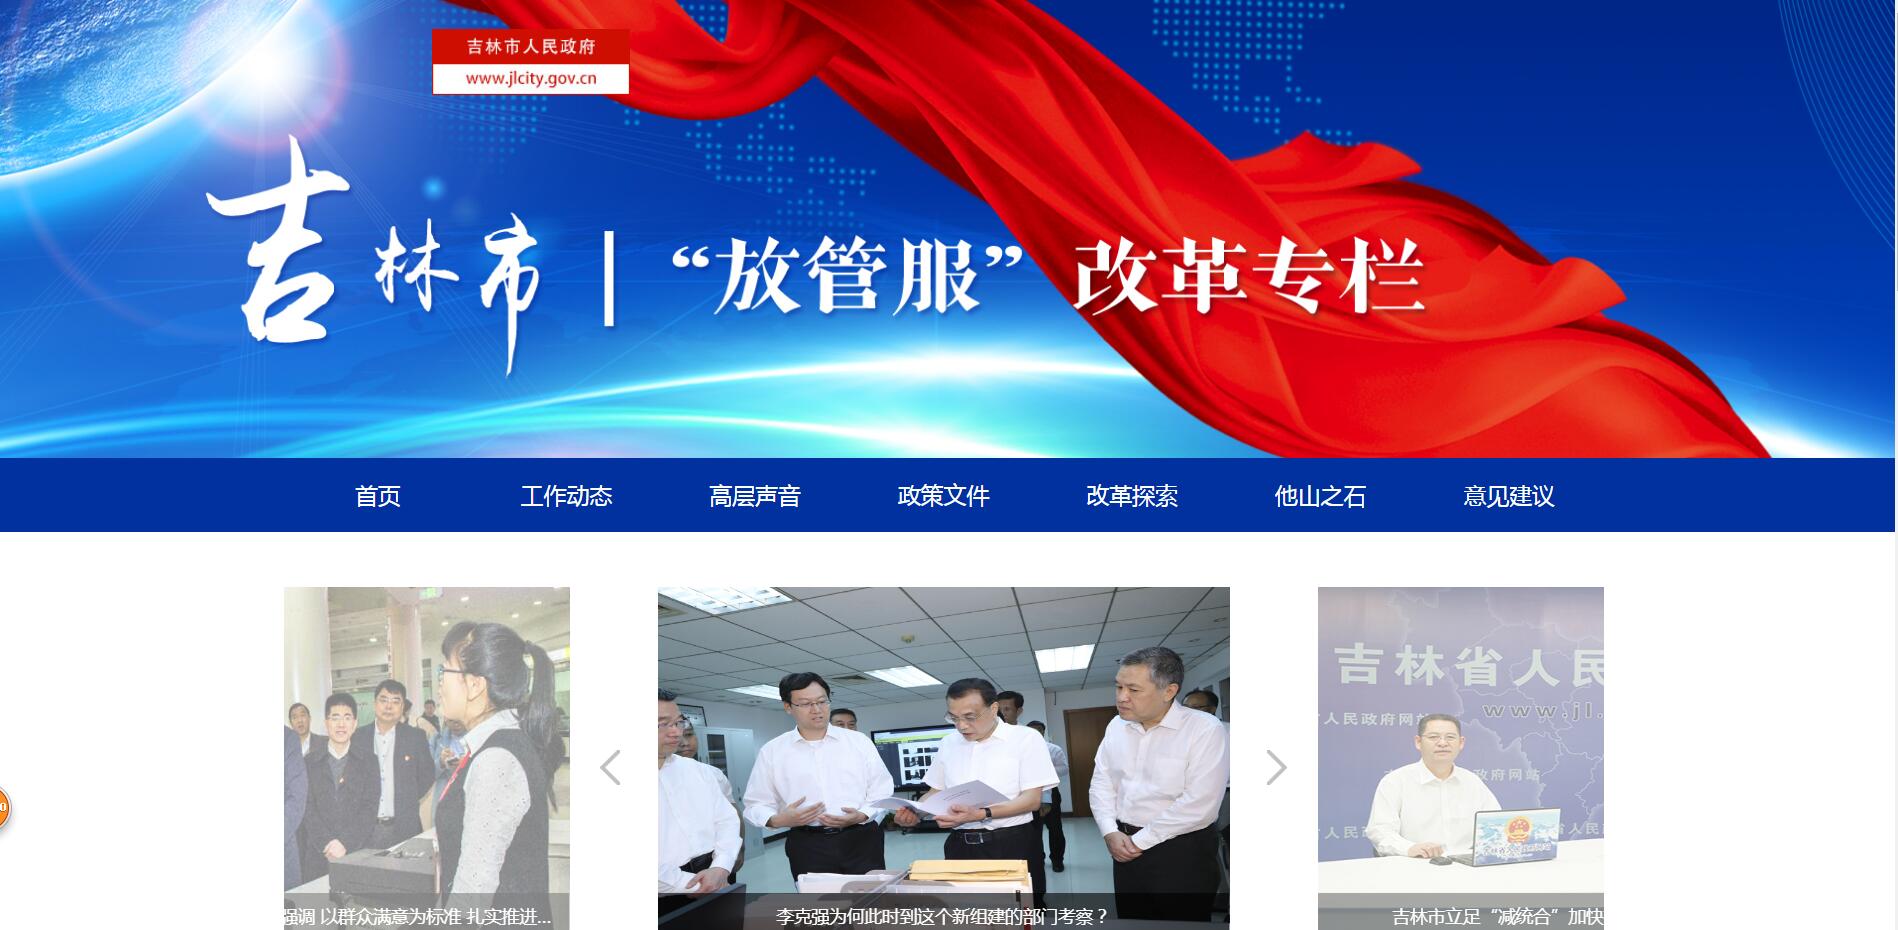 吉林市人民政府
www.jlcity.gov.cn
吉林市 | “放管服”改革专栏
首页 工作动态 高层声音 政策文件 改革探索 他山之石 意见建议
吉林省人民
www.jl.
人民政府网站
政府网站
强调 以群众满意为标准 扎实推进...
李克强为何此时到这个新组建的部门考察？
吉林市立足“减统合”加快